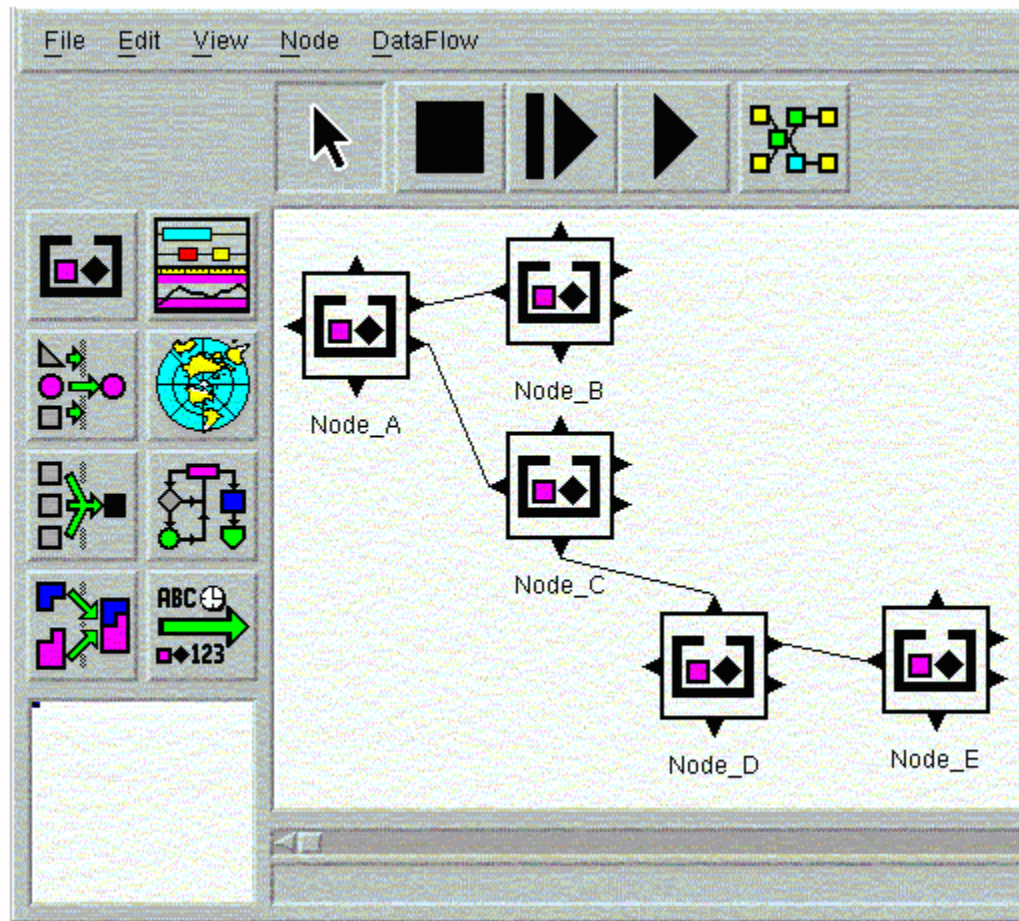 File Edit View Node DataFlow
ABC
123
Node_A
Node_B
Node_C
Node_D
Node_E